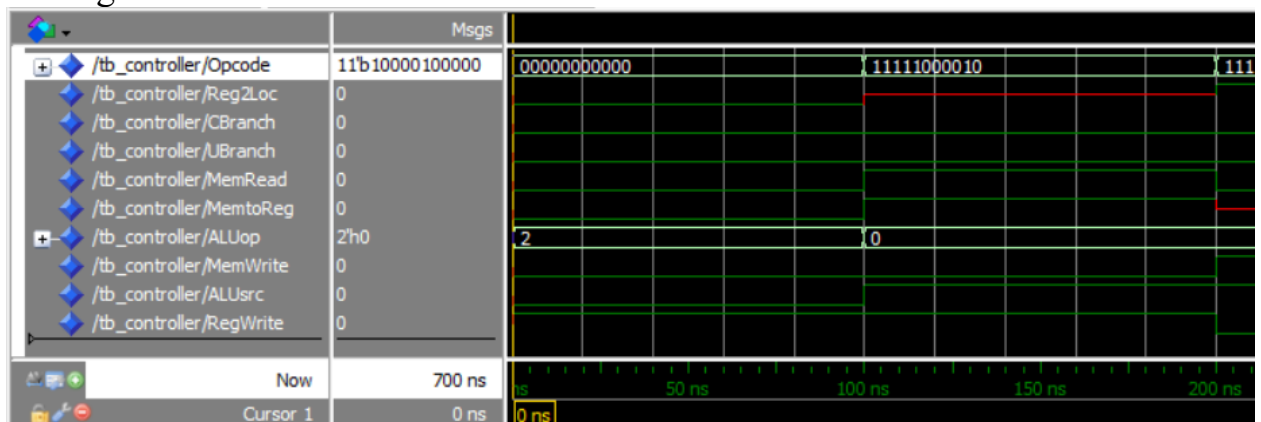 Msgs
/tb_controller/Opcode 11'b10000100000 00000000000 11111000010 111
/tb_controller/Reg2Loc 0
/tb_controller/CBranch 0
/tb_controller/UBranch 0
/tb_controller/MemRead 0
/tb_controller/MemtoReg 0
/tb_controller/ALUop 2'h0 2 0
/tb_controller/MemWrite 0
/tb_controller/ALUsrc 0
/tb_controller/RegWrite 0
Now 700 ns ns 50 ns 100 ns 150 ns 200 ns
Cursor 1 0 ns 0 ns